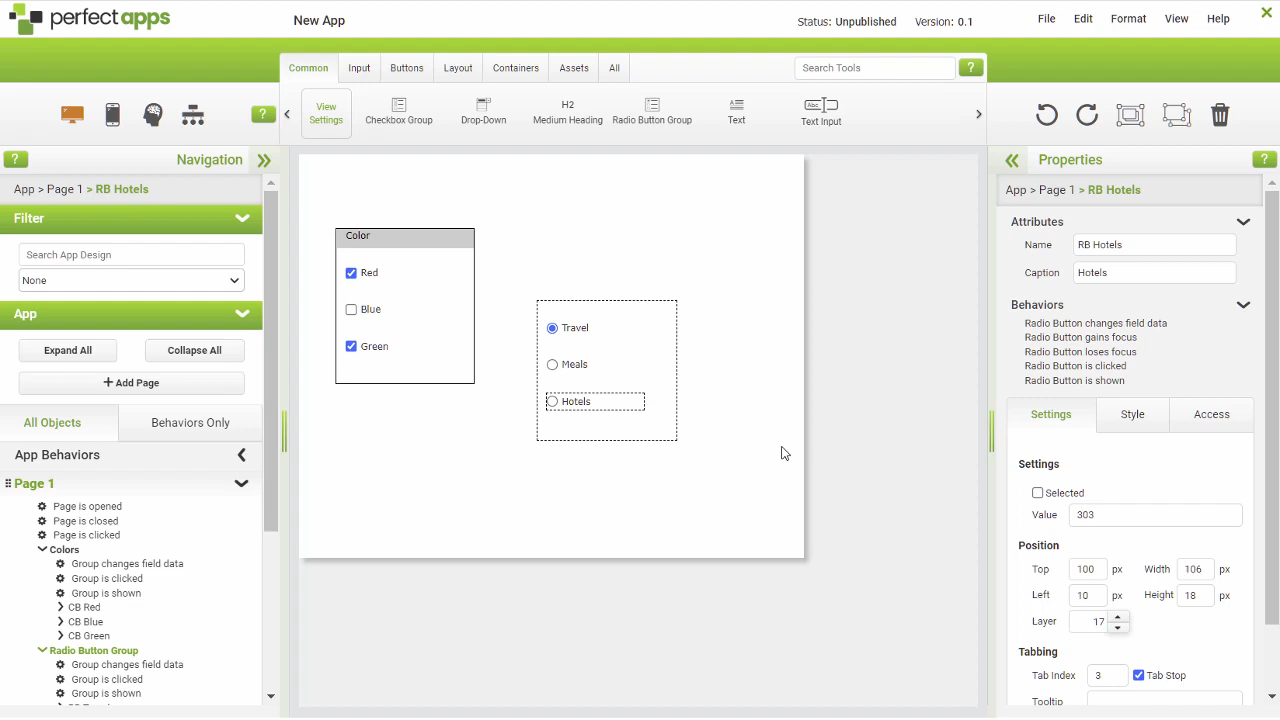 perfectapps
New App
Status: Unpublished
Version: 0.1
File
Edit
Format
View
Help
Common
Input
Buttons
Layout
Containers
Assets
All
Search Tools
?
?
View
Settings
Checkbox Group
Drop-Down
H2
Medium Heading
Radio Button Group
Text
Abc
Text Input
?
Navigation
App > Page 1 > RB Hotels
Filter
Search App Design
None
App
Expand All
Collapse All
+ Add Page
All Objects
Behaviors Only
App Behaviors
Page 1
Page is opened
Page is closed
Page is clicked
Colors
Group changes field data
Group is clicked
Group is shown
CB Red
CB Blue
CB Green
Radio Button Group
Group changes field data
Group is clicked
Group is shown
Color
Red
Blue
Green
Travel
Meals
Hotels
Properties
?
App > Page 1 > RB Hotels
Attributes
Name
RB Hotels
Caption
Hotels
Behaviors
Radio Button changes field data
Radio Button gains focus
Radio Button loses focus
Radio Button is clicked
Radio Button is shown
Settings
Style
Access
Settings
Selected
Value
303
Position
Top 100 px Width 106 px
Left 10 px Height 18 px
Layer 17
Tabbing
Tab Index 3 Tab Stop
Tooltip